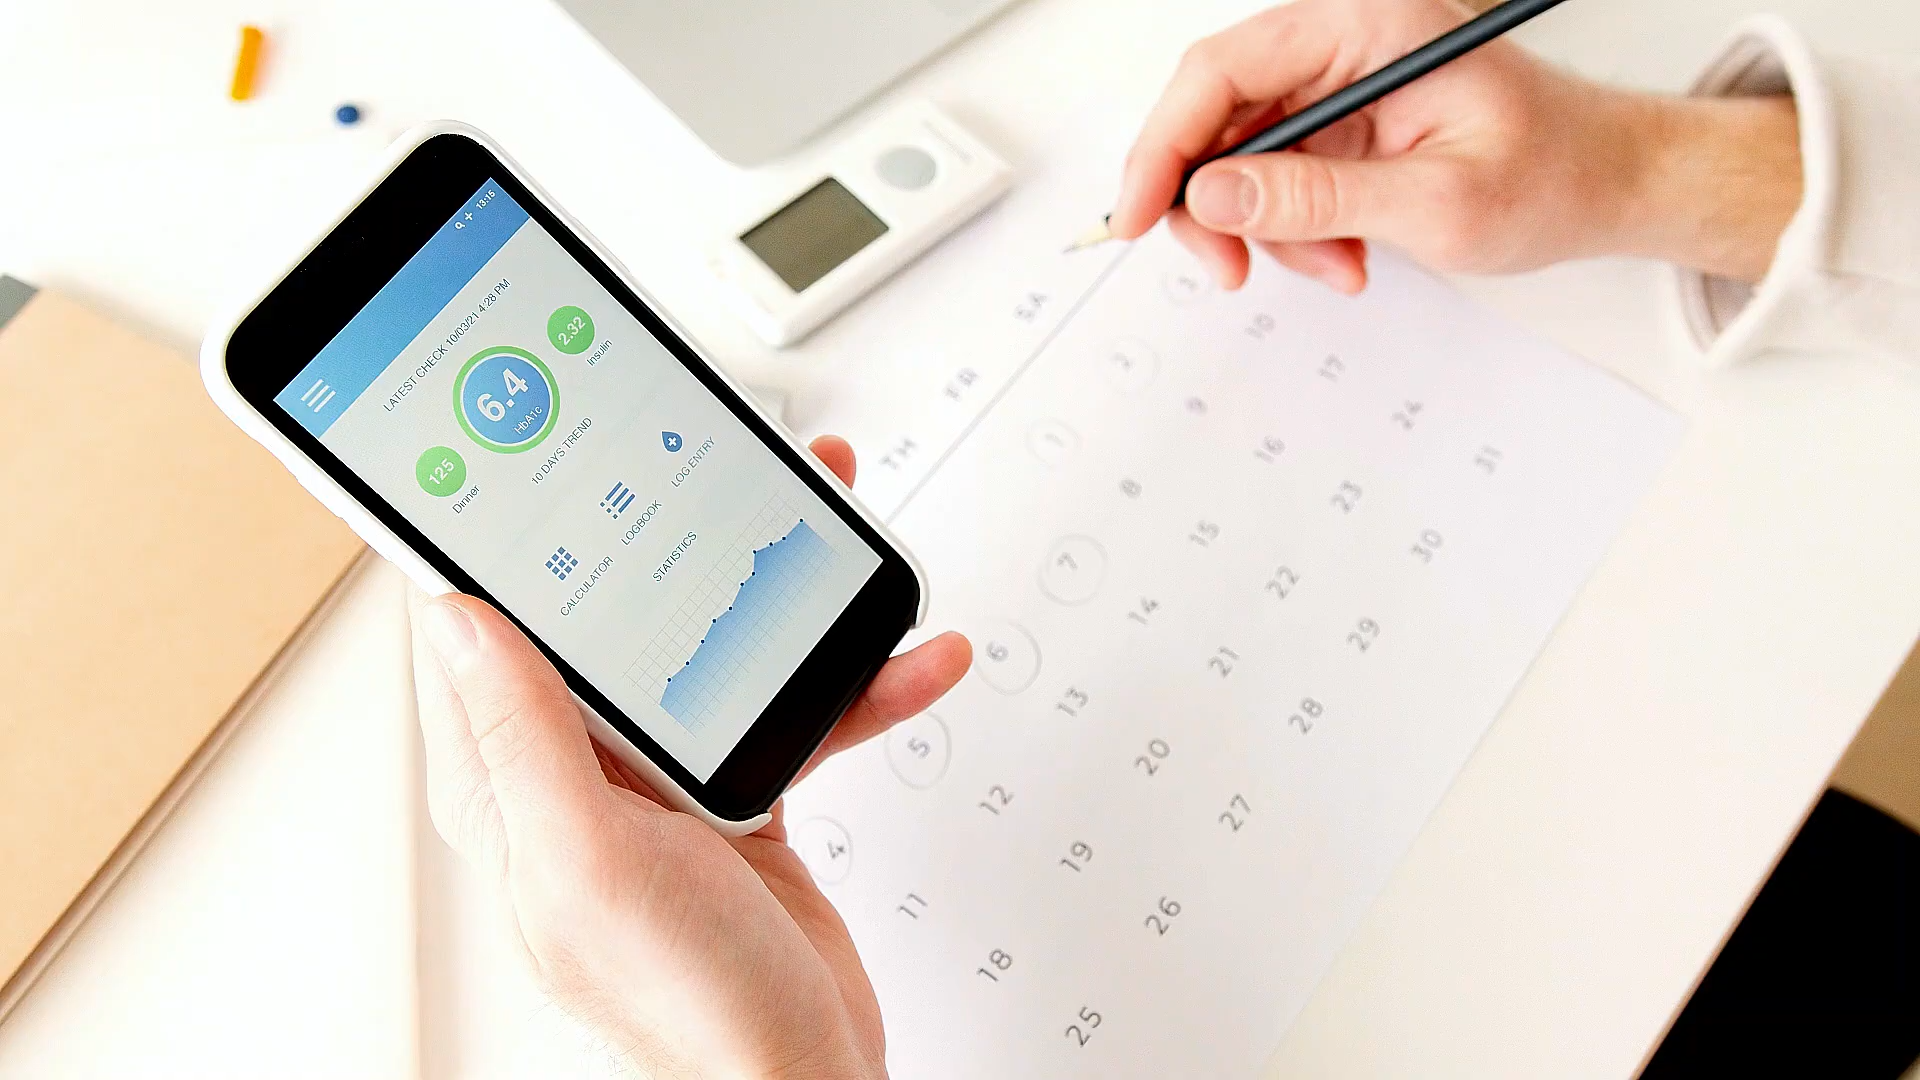 13:15
LATEST CHECK 10/03/21 4:28 PM
125
Dinner
6.4
HbA1c
2.32
Insulin
10 DAYS TREND
CALCULATOR
LOGBOOK
LOG ENTRY
STATISTICS
TH FR SA
1 2 3
4 5 6 7 8 9 10
11 12 13 14 15 16 17
18 19 20 21 22 23 24
25 26 27 28 29 30 31